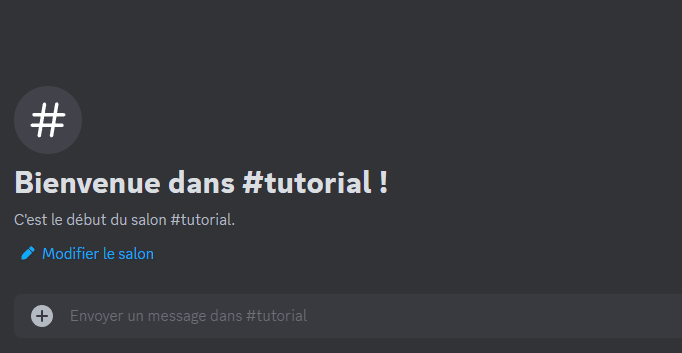 #
Bienvenue dans #tutorial !
C'est le début du salon #tutorial.
Modifier le salon
Envoyer un message dans #tutorial